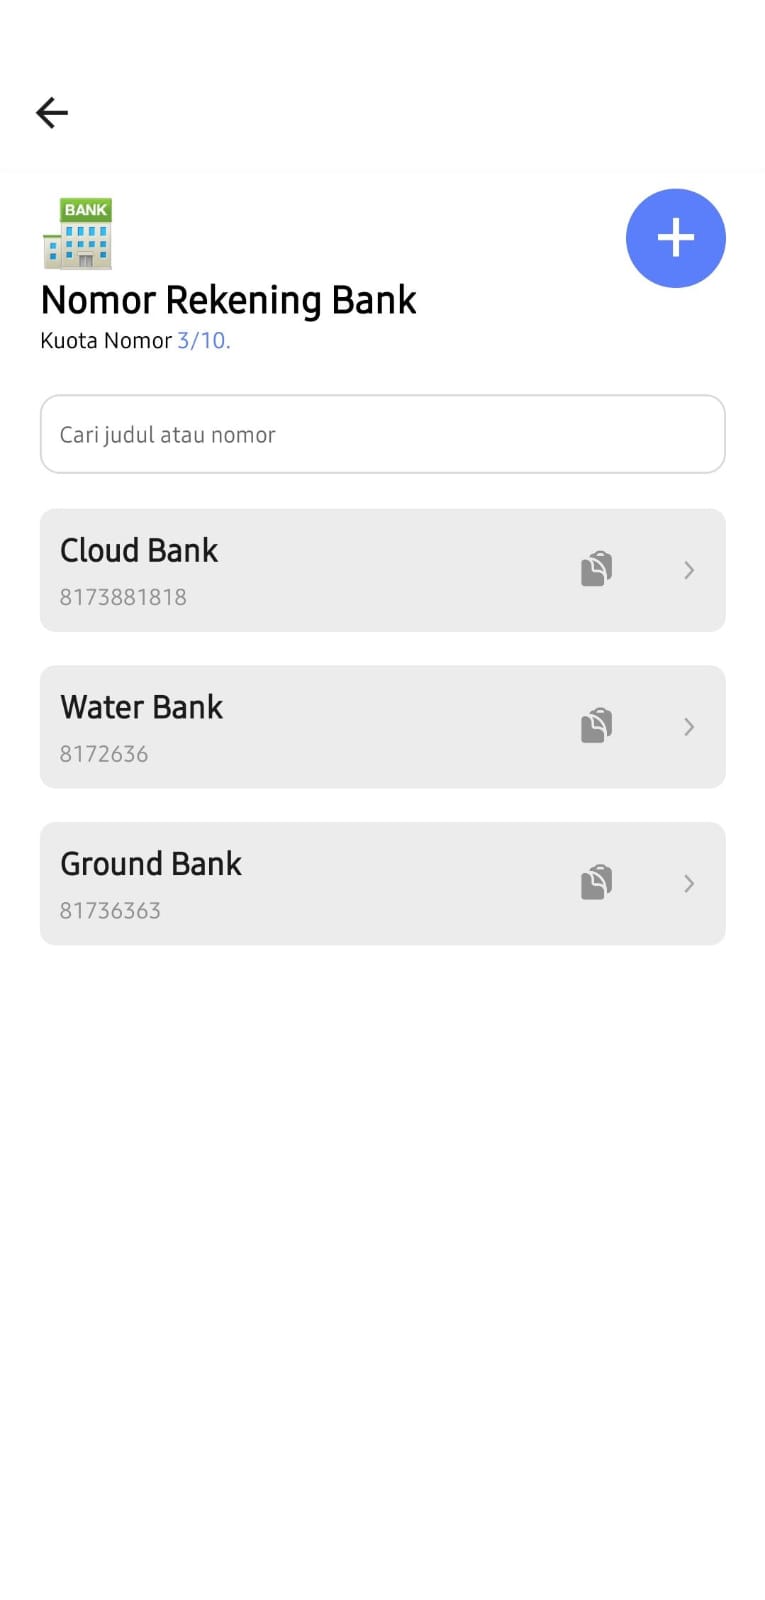 BANK
Nomor Rekening Bank
Kuota Nomor 3/10.
Cari judul atau nomor
Cloud Bank
8173881818
Water Bank
8172636
Ground Bank
81736363